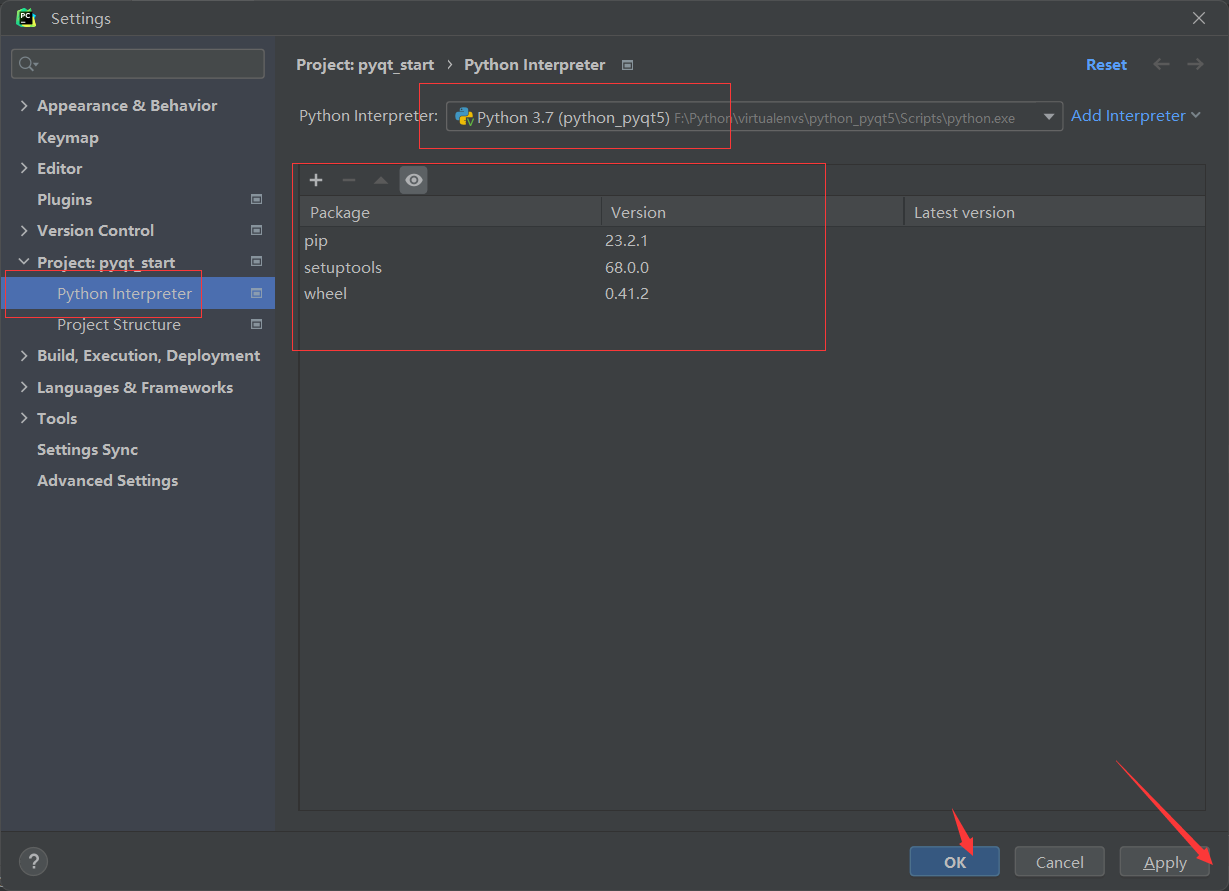 Settings
Appearance & Behavior
Keymap
Editor
Plugins
Version Control
Project: pyqt_start
Python Interpreter
Project Structure
Build, Execution, Deployment
Languages & Frameworks
Tools
Settings Sync
Advanced Settings
Project: pyqt_start › Python Interpreter
Reset
Python Interpreter: Python 3.7 (python_pyqt5) F:\Python\virtualenvs\python_pyqt5\Scripts\python.exe Add Interpreter
Package Version Latest version
pip 23.2.1
setuptools 68.0.0
wheel 0.41.2
? OK Cancel Apply